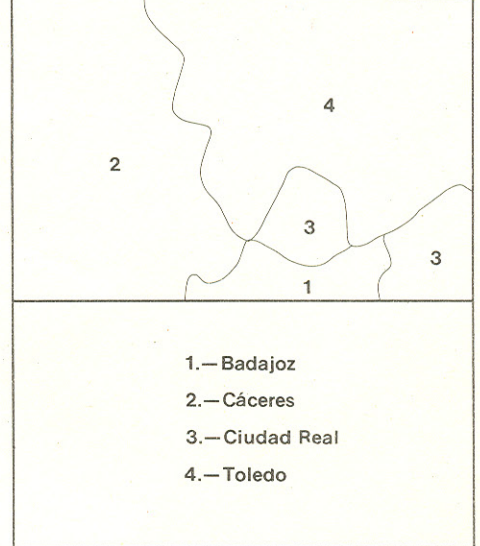 4
2
3
3
1
1.—Badajoz
2.—Cáceres
3.—Ciudad Real
4.—Toledo